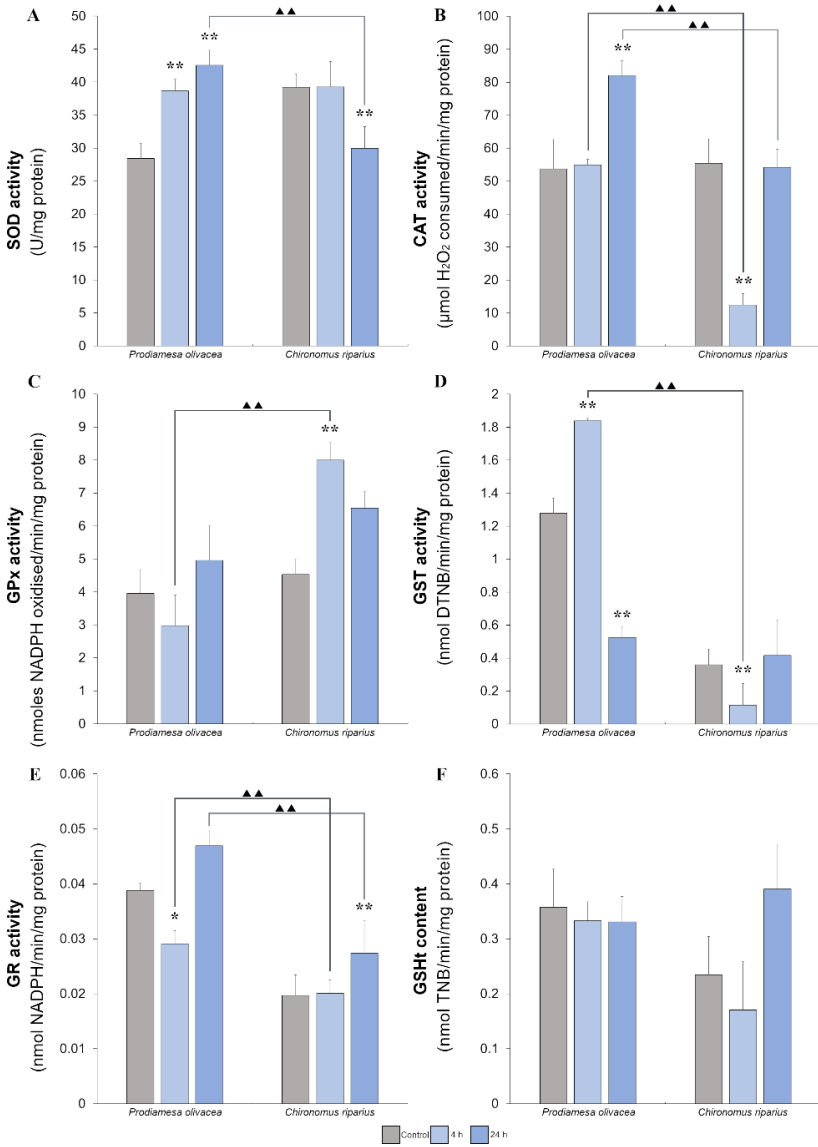 A
SOD activity
(U/mg protein)
50
45
40
35
30
25
20
15
10
5
0
**
**
▲▲
**
Prodiamesa olivacea
Chironomus riparius
B
CAT activity
(µmol H₂O₂ consumed/min/mg protein)
100
90
80
70
60
50
40
30
20
10
0
▲▲
**
▲▲
**
Prodiamesa olivacea
Chironomus riparius
C
GPx activity
(nmoles NADPH oxidised/min/mg protein)
10
9
8
7
6
5
4
3
2
1
0
▲▲
**
Prodiamesa olivacea
Chironomus riparius
D
GST activity
(nmol DTNB/min/mg protein)
2
1.8
1.6
1.4
1.2
1
0.8
0.6
0.4
0.2
0
**
▲▲
**
**
Prodiamesa olivacea
Chironomus riparius
E
GR activity
(nmol NADPH/min/mg protein)
0.06
0.05
0.04
0.03
0.02
0.01
0
▲▲
▲▲
*
**
Prodiamesa olivacea
Chironomus riparius
F
GSHt content
(nmol TNB/min/mg protein)
0.6
0.5
0.4
0.3
0.2
0.1
0
Prodiamesa olivacea
Chironomus riparius
Control 4 h 24 h